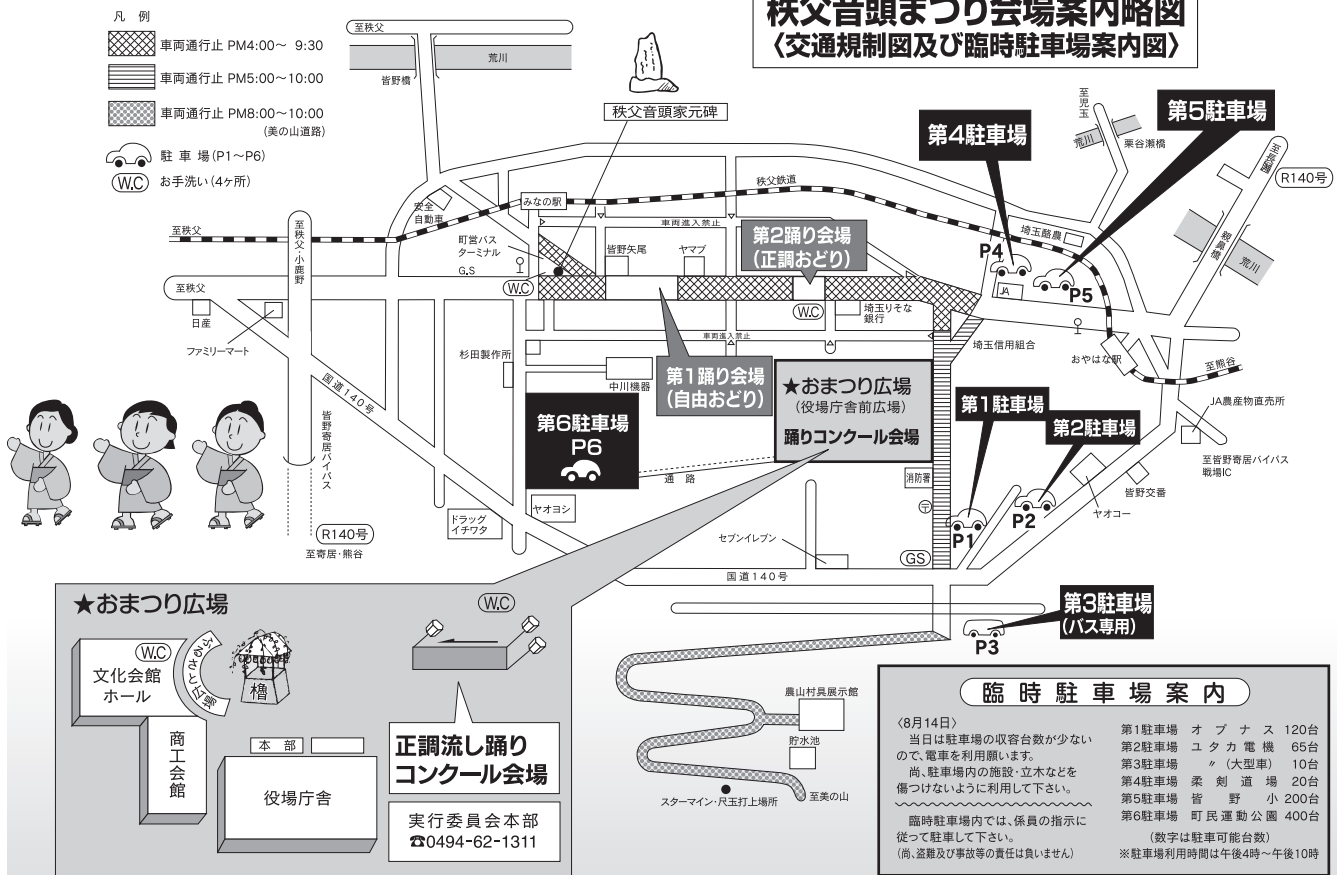 秩父音頭まつり会場案内略図
〈交通規制図及び臨時駐車場案内図〉
凡 例
車両通行止 PM4:00～ 9:30
車両通行止 PM5:00～10:00
車両通行止 PM8:00～10:00
(美の山道路)
駐 車 場(P1～P6)
W.C お手洗い(4ヶ所)
至秩父
荒川
皆野橋
秩父音頭家元碑
至児玉
荒川
栗谷瀬橋
第5駐車場
第4駐車場
至長瀞
R140号
親鼻橋
荒川
秩父鉄道
みなの駅
安全
自動車
至秩父
至秩父・小鹿野
町営バス
ターミナル
G.S
W.C
車両進入禁止
皆野矢尾
ヤマブ
第2踊り会場
(正調おどり)
埼玉酪農
P4
P5
JA
至秩父
日産
ファミリーマート
W.C
埼玉りそな
銀行
埼玉信用組合
おやはな駅
至熊谷
車両進入禁止
杉田製作所
中川機器
第1踊り会場
(自由おどり)
★おまつり広場
(役場庁舎前広場)
踊りコンクール会場
国道140号
皆野寄居バイパス
第6駐車場
P6
通 路
第1駐車場
第2駐車場
JA農産物直売所
至皆野寄居バイパス
戦場IC
皆野交番
ヤオコー
消防署
〒
P1
P2
GS
ヤオヨシ
ドラッグ
イチワタ
セブンイレブン
R140号
至寄居・熊谷
国道140号
第3駐車場
(バス専用)
P3
農山村具展示館
貯水池
スターマイン・尺玉打上場所
至美の山
★おまつり広場
W.C
W.C
文化会館
ホール
ふるさと広場
櫓
商工会館
本 部
役場庁舎
正調流し踊り
コンクール会場
実行委員会本部
☎0494-62-1311
臨時駐車場案内
〈8月14日〉
当日は駐車場の収容台数が少ない
ので、電車を利用願います。
尚、駐車場内の施設・立木などを
傷つけないように利用して下さい。
臨時駐車場内では、係員の指示に
従って駐車して下さい。
(尚、盗難及び事故等の責任は負いません)
第1駐車場 オプナス 120台
第2駐車場 ユタカ電機 65台
第3駐車場 〃(大型車) 10台
第4駐車場 柔剣道場 20台
第5駐車場 皆野小 200台
第6駐車場 町民運動公園 400台
(数字は駐車可能台数)
※駐車場利用時間は午後4時～午後10時